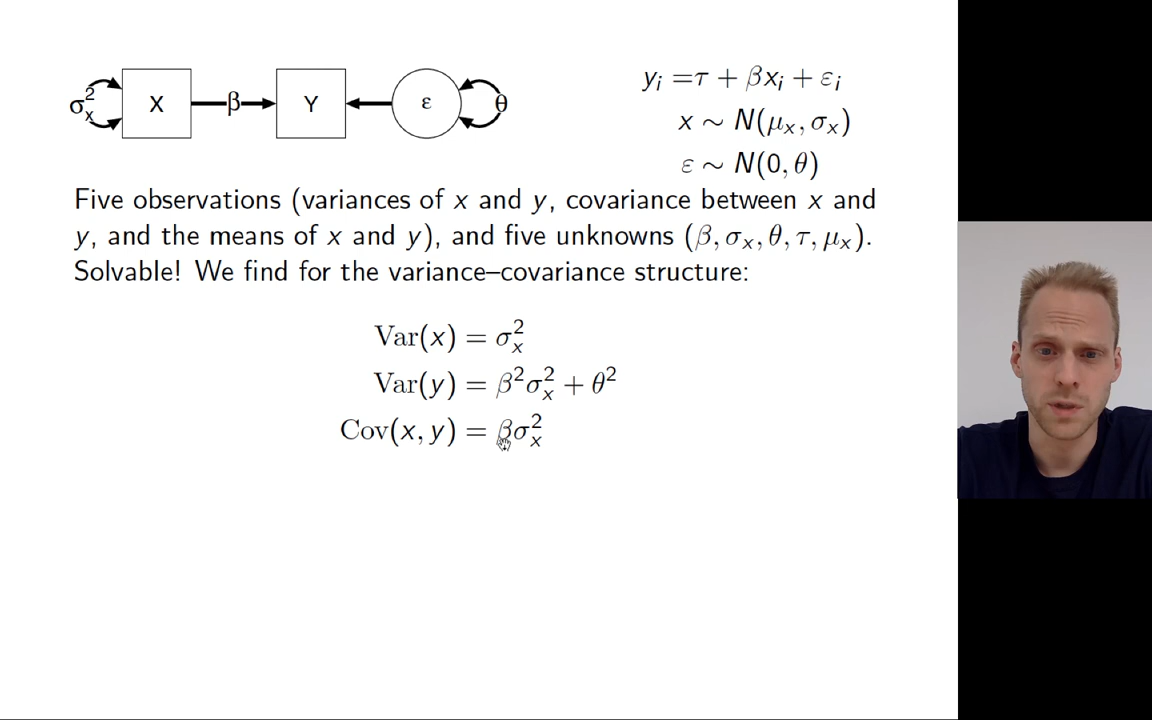 σ²ₓ X β Y ε θ
yᵢ =τ + βxᵢ + εᵢ
x ∼ N(μₓ, σₓ)
ε ∼ N(0, θ)
Five observations (variances of x and y, covariance between x and
y, and the means of x and y), and five unknowns (β, σₓ, θ, τ, μₓ).
Solvable! We find for the variance–covariance structure:
Var(x) = σ²ₓ
Var(y) = β²σ²ₓ + θ²
Cov(x, y) = βσ²ₓ